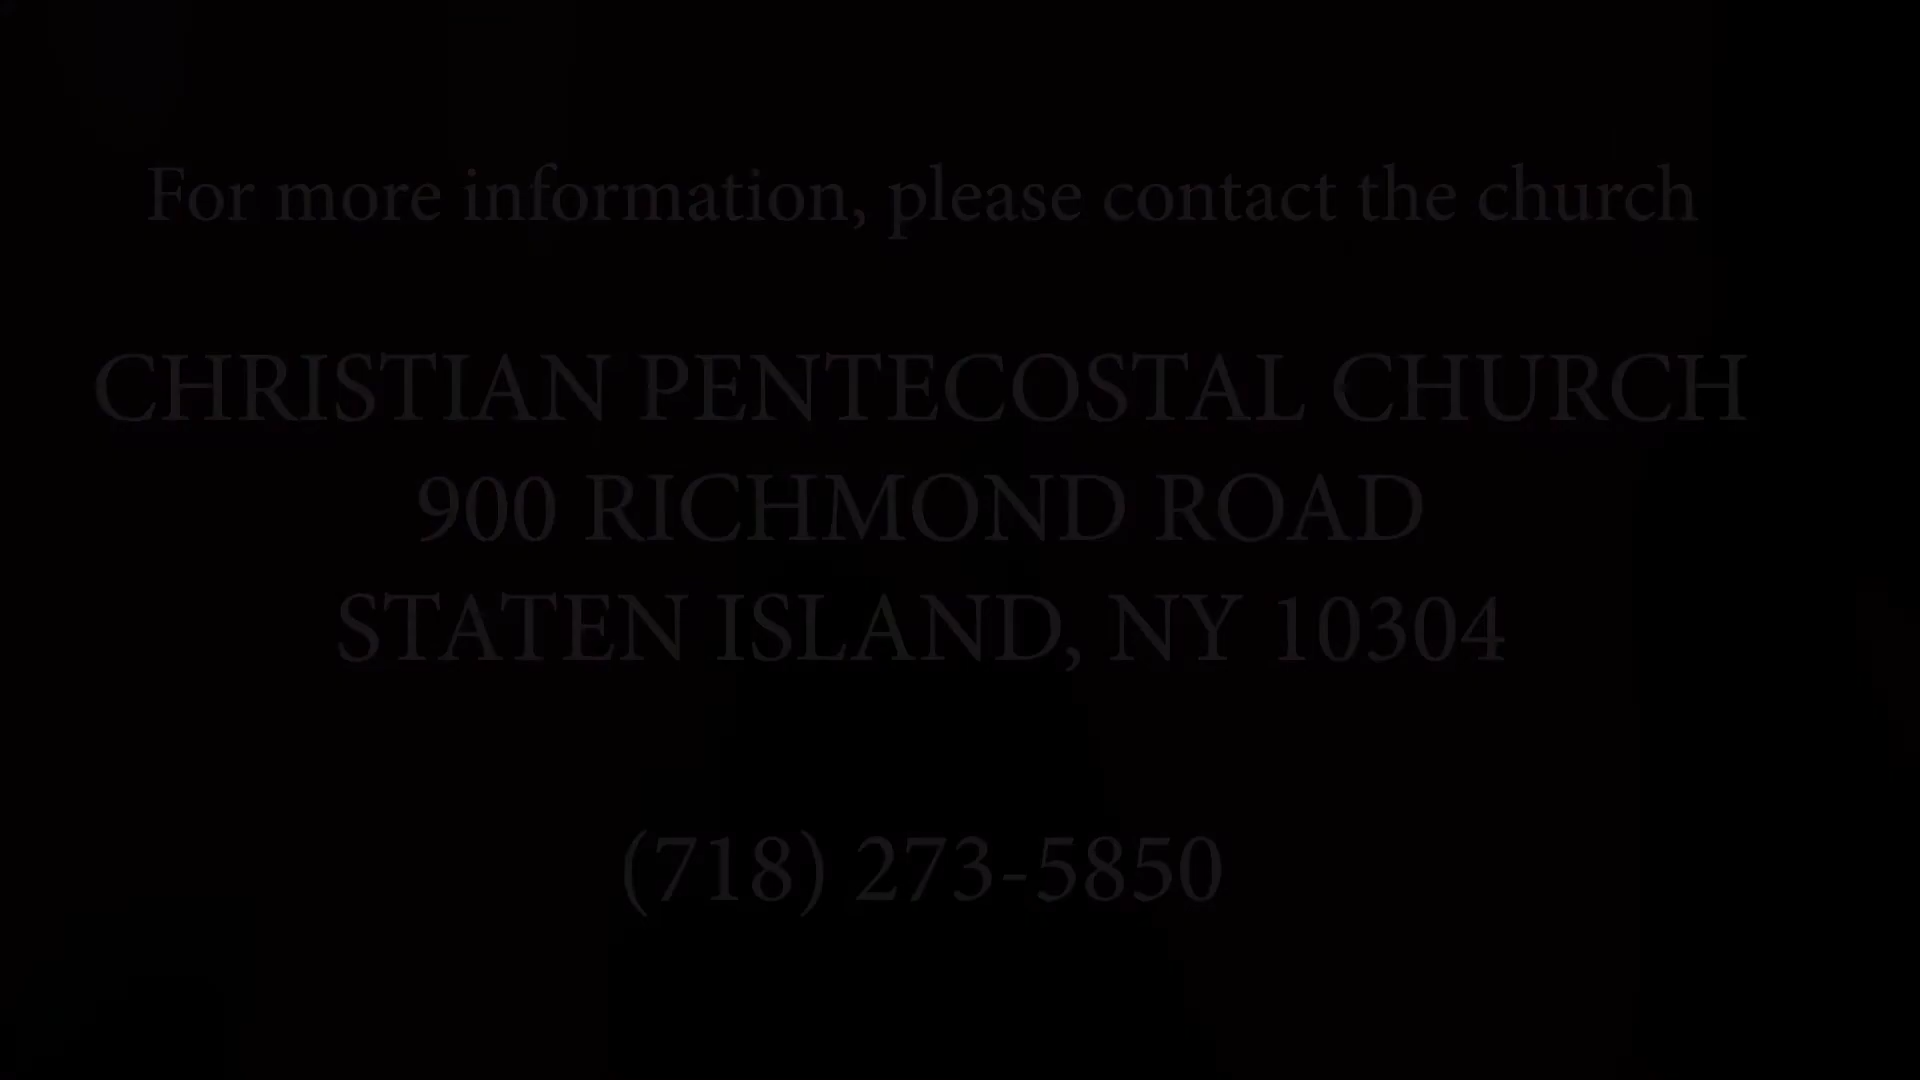 For more information, please contact the church
CHRISTIAN PENTECOSTAL CHURCH
900 RICHMOND ROAD
STATEN ISLAND, NY 10304
(718) 273-5850